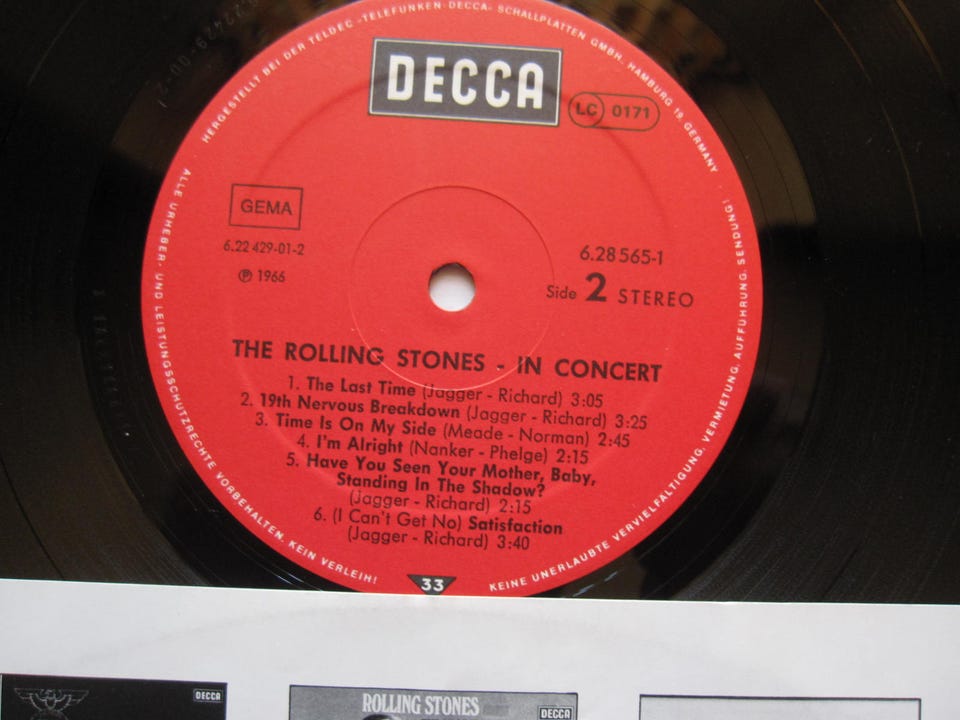 HERGESTELLT BEI DER TELDEC »TELEFUNKEN-DECCA« SCHALLPLATTEN GMBH, HAMBURG 19, GERMANY
DECCA
LC 0171
GEMA
6.22 429-01-2
℗ 1966
6.28565-1
Side 2 STEREO
THE ROLLING STONES - IN CONCERT
1. The Last Time (Jagger - Richard) 3:05
2. 19th Nervous Breakdown (Jagger - Richard) 3:25
3. Time Is On My Side (Meade - Norman) 2:45
4. I'm Alright (Nanker - Phelge) 2:15
5. Have You Seen Your Mother, Baby,
Standing In The Shadow?
(Jagger - Richard) 2:15
6. (I Can't Get No) Satisfaction
(Jagger - Richard) 3:40
33
ALLE URHEBER- UND LEISTUNGSSCHUTZRECHTE VORBEHALTEN. KEIN VERLEIH!
KEINE UNERLAUBTE VERVIELFÄLTIGUNG, VERMIETUNG, AUFFÜHRUNG, SENDUNG!
DECCA
ROLLING STONES
DECCA